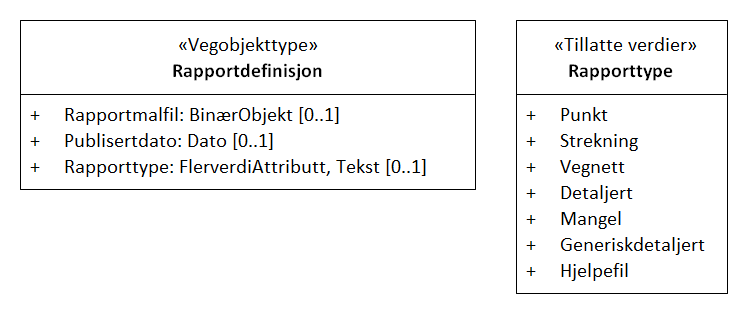 «Vegobjekttype»
Rapportdefinisjon
+ Rapportmalfil: BinærObjekt [0..1]
+ Publisertdato: Dato [0..1]
+ Rapporttype: FlerverdiAttributt, Tekst [0..1]
«Tillatte verdier»
Rapporttype
+ Punkt
+ Strekning
+ Vegnett
+ Detaljert
+ Mangel
+ Generiskdetaljert
+ Hjelpefil